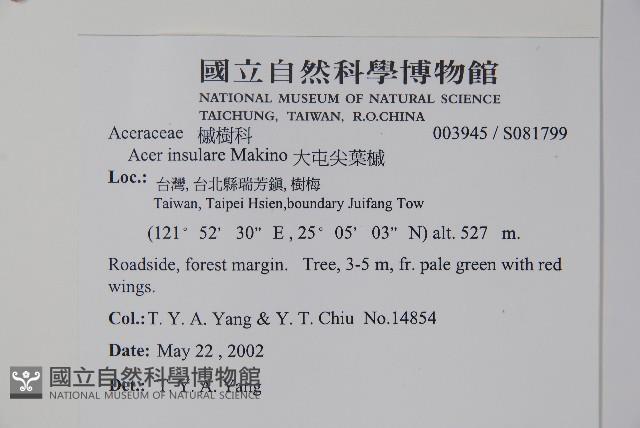 國立自然科學博物館
NATIONAL MUSEUM OF NATURAL SCIENCE
TAICHUNG, TAIWAN, R.O.CHINA
Aceraceae 槭樹科 003945 / S081799
Acer insulare Makino 大屯尖葉槭
Loc.: 台灣, 台北縣瑞芳鎭, 樹梅
Taiwan, Taipei Hsien,boundary Juifang Tow
(121° 52' 30" E , 25° 05' 03" N) alt. 527 m.
Roadside, forest margin. Tree, 3-5 m, fr. pale green with red
wings.
Col.: T. Y. A. Yang & Y. T. Chiu No.14854
Date: May 22 , 2002
Det.: T. Y. A. Yang
國立自然科學博物館
NATIONAL MUSEUM OF NATURAL SCIENCE